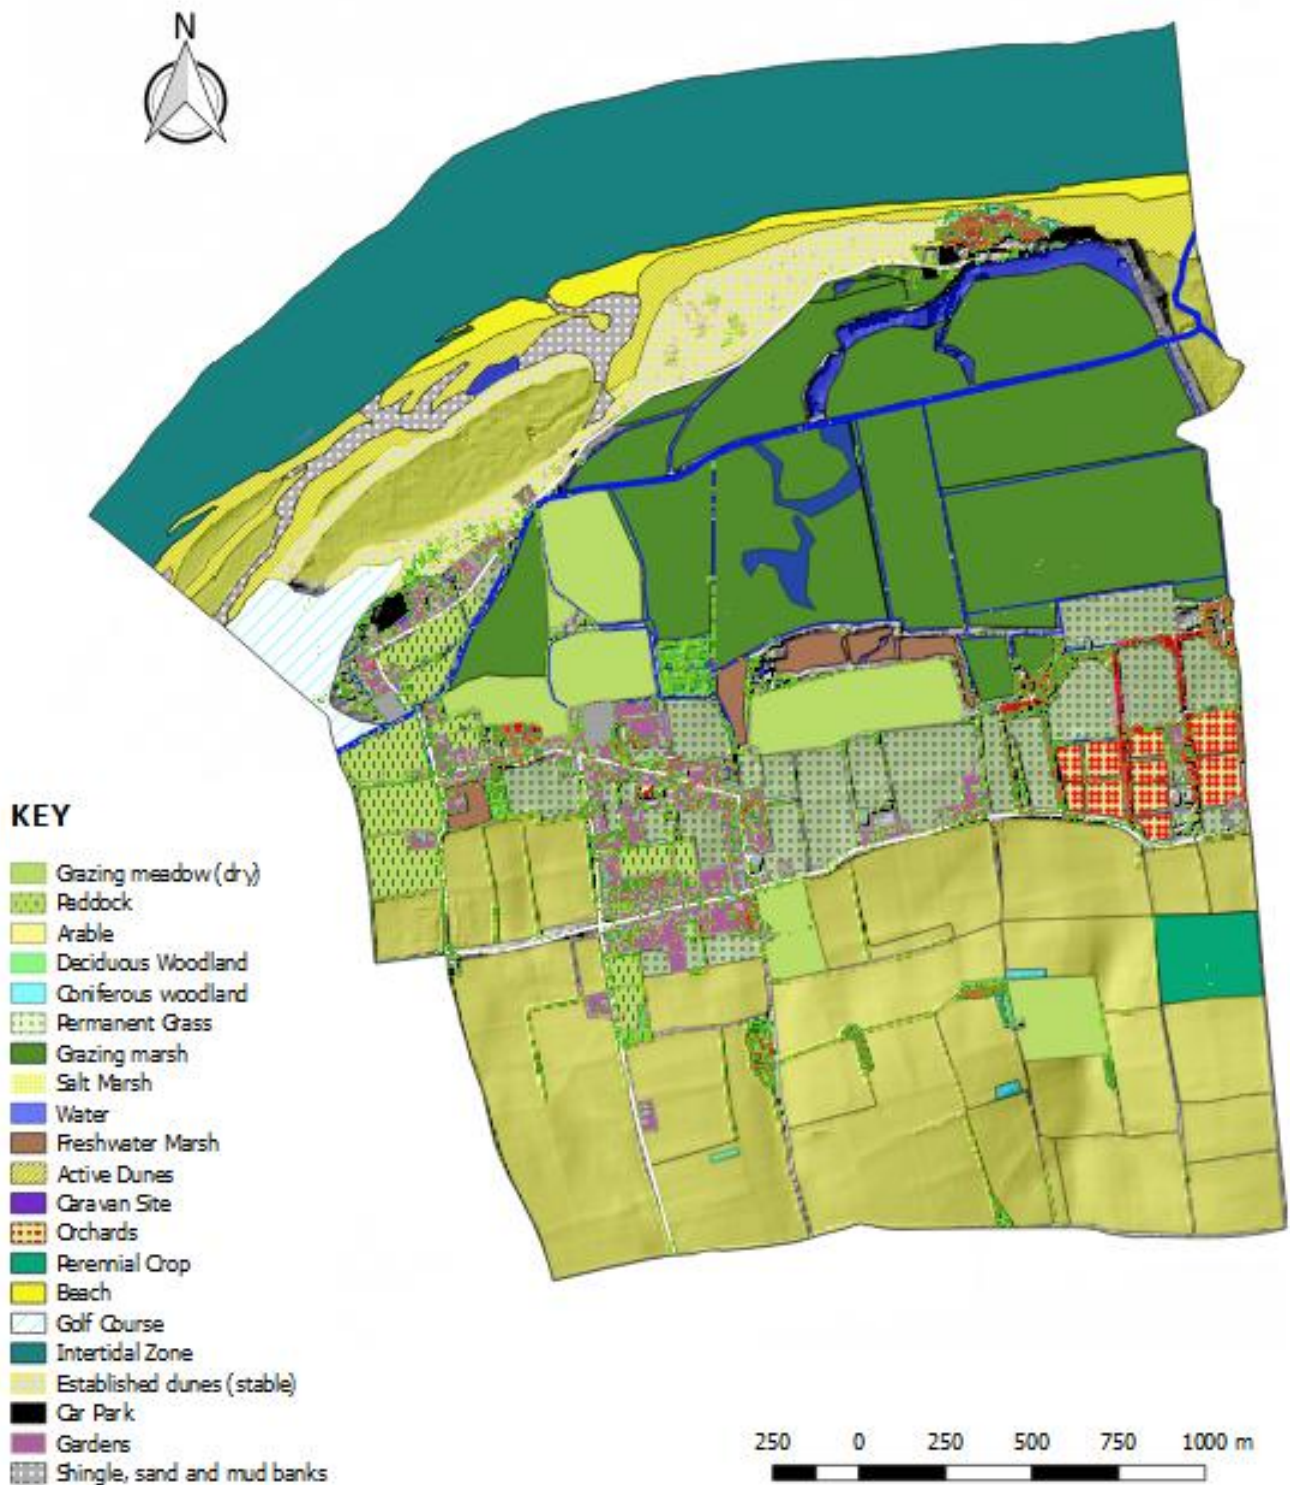 N
KEY
Grazing meadow (dry)
Paddock
Arable
Deciduous Woodland
Coniferous woodland
Permanent Grass
Grazing marsh
Salt Marsh
Water
Freshwater Marsh
Active Dunes
Caravan Site
Orchards
Perennial Crop
Beach
Golf Course
Intertidal Zone
Established dunes (stable)
Car Park
Gardens
Shingle, sand and mud banks
250 0 250 500 750 1000 m